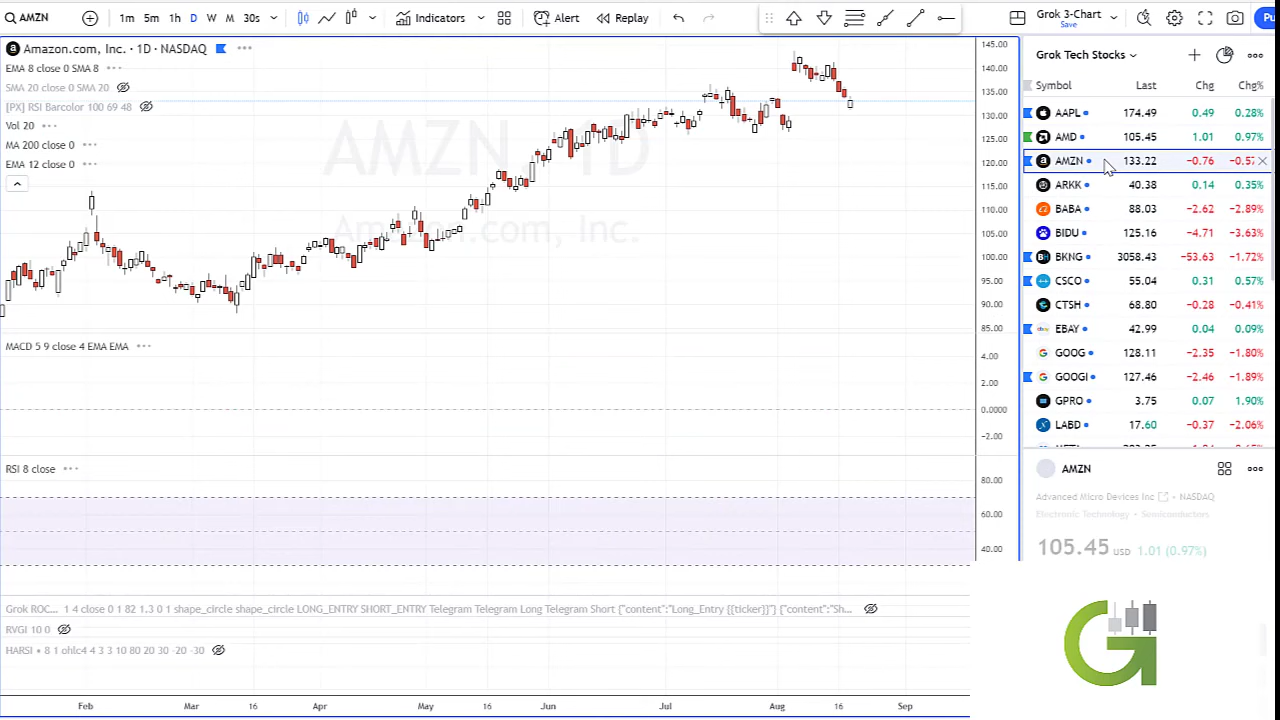 AMZN 1m 5m 1h D W M 30s Indicators Alert Replay Grok 3-Chart Save Pu
Amazon.com, Inc. · 1D · NASDAQ
EMA 8 close 0 SMA 8
SMA 20 close 0 SMA 20
[PX] RSI Barcolor 100 69 48
Vol 20
MA 200 close 0
EMA 12 close 0
AMZN, 1D
Amazon.com, Inc.
145.00
140.00
135.00
130.00
125.00
120.00
115.00
110.00
105.00
100.00
95.00
90.00
85.00
MACD 5 9 close 4 EMA EMA
4.00
2.00
0.0000
−2.00
RSI 8 close
80.00
60.00
40.00
Grok ROC... 1 4 close 0 1 82 1.3 0 1 shape_circle shape_circle LONG_ENTRY SHORT_ENTRY Telegram Telegram Long Telegram Short {"content":"Long_Entry {{ticker}}"} {"content":"Sh...
RVGI 10 0
HARSI • 8 1 ohlc4 4 3 3 10 80 20 30 -20 -30
Feb Mar 16 Apr May 16 Jun Jul Aug 16 Sep
Grok Tech Stocks
Symbol Last Chg Chg%
AAPL 174.49 0.49 0.28%
AMD 105.45 1.01 0.97%
AMZN 133.22 −0.76 −0.57
ARKK 40.38 0.14 0.35%
BABA 88.03 −2.62 −2.89%
BIDU 125.16 −4.71 −3.63%
BKNG 3058.43 −53.63 −1.72%
CSCO 55.04 0.31 0.57%
CTSH 68.80 −0.28 −0.41%
EBAY 42.99 0.04 0.09%
GOOG 128.11 −2.35 −1.80%
GOOGl 127.46 −2.46 −1.89%
GPRO 3.75 0.07 1.90%
LABD 17.60 −0.37 −2.06%
AMZN
Advanced Micro Devices Inc • NASDAQ
Electronic Technology • Semiconductors
105.45 USD 1.01 (0.97%)